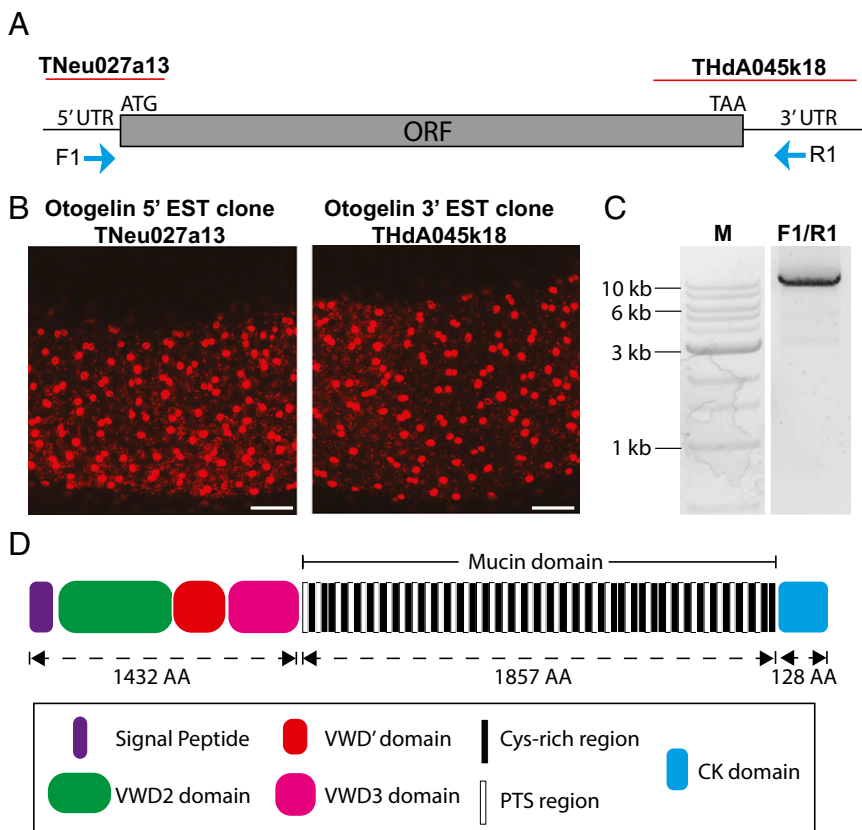 A
TNeu027a13
THdA045k18
5' UTR
ATG
TAA
3' UTR
ORF
F1
R1
B
Otogelin 5' EST clone
TNeu027a13
Otogelin 3' EST clone
THdA045k18
C
M
F1/R1
10 kb
6 kb
3 kb
1 kb
D
Mucin domain
1432 AA
1857 AA
128 AA
Signal Peptide
VWD' domain
Cys-rich region
CK domain
VWD2 domain
VWD3 domain
PTS region